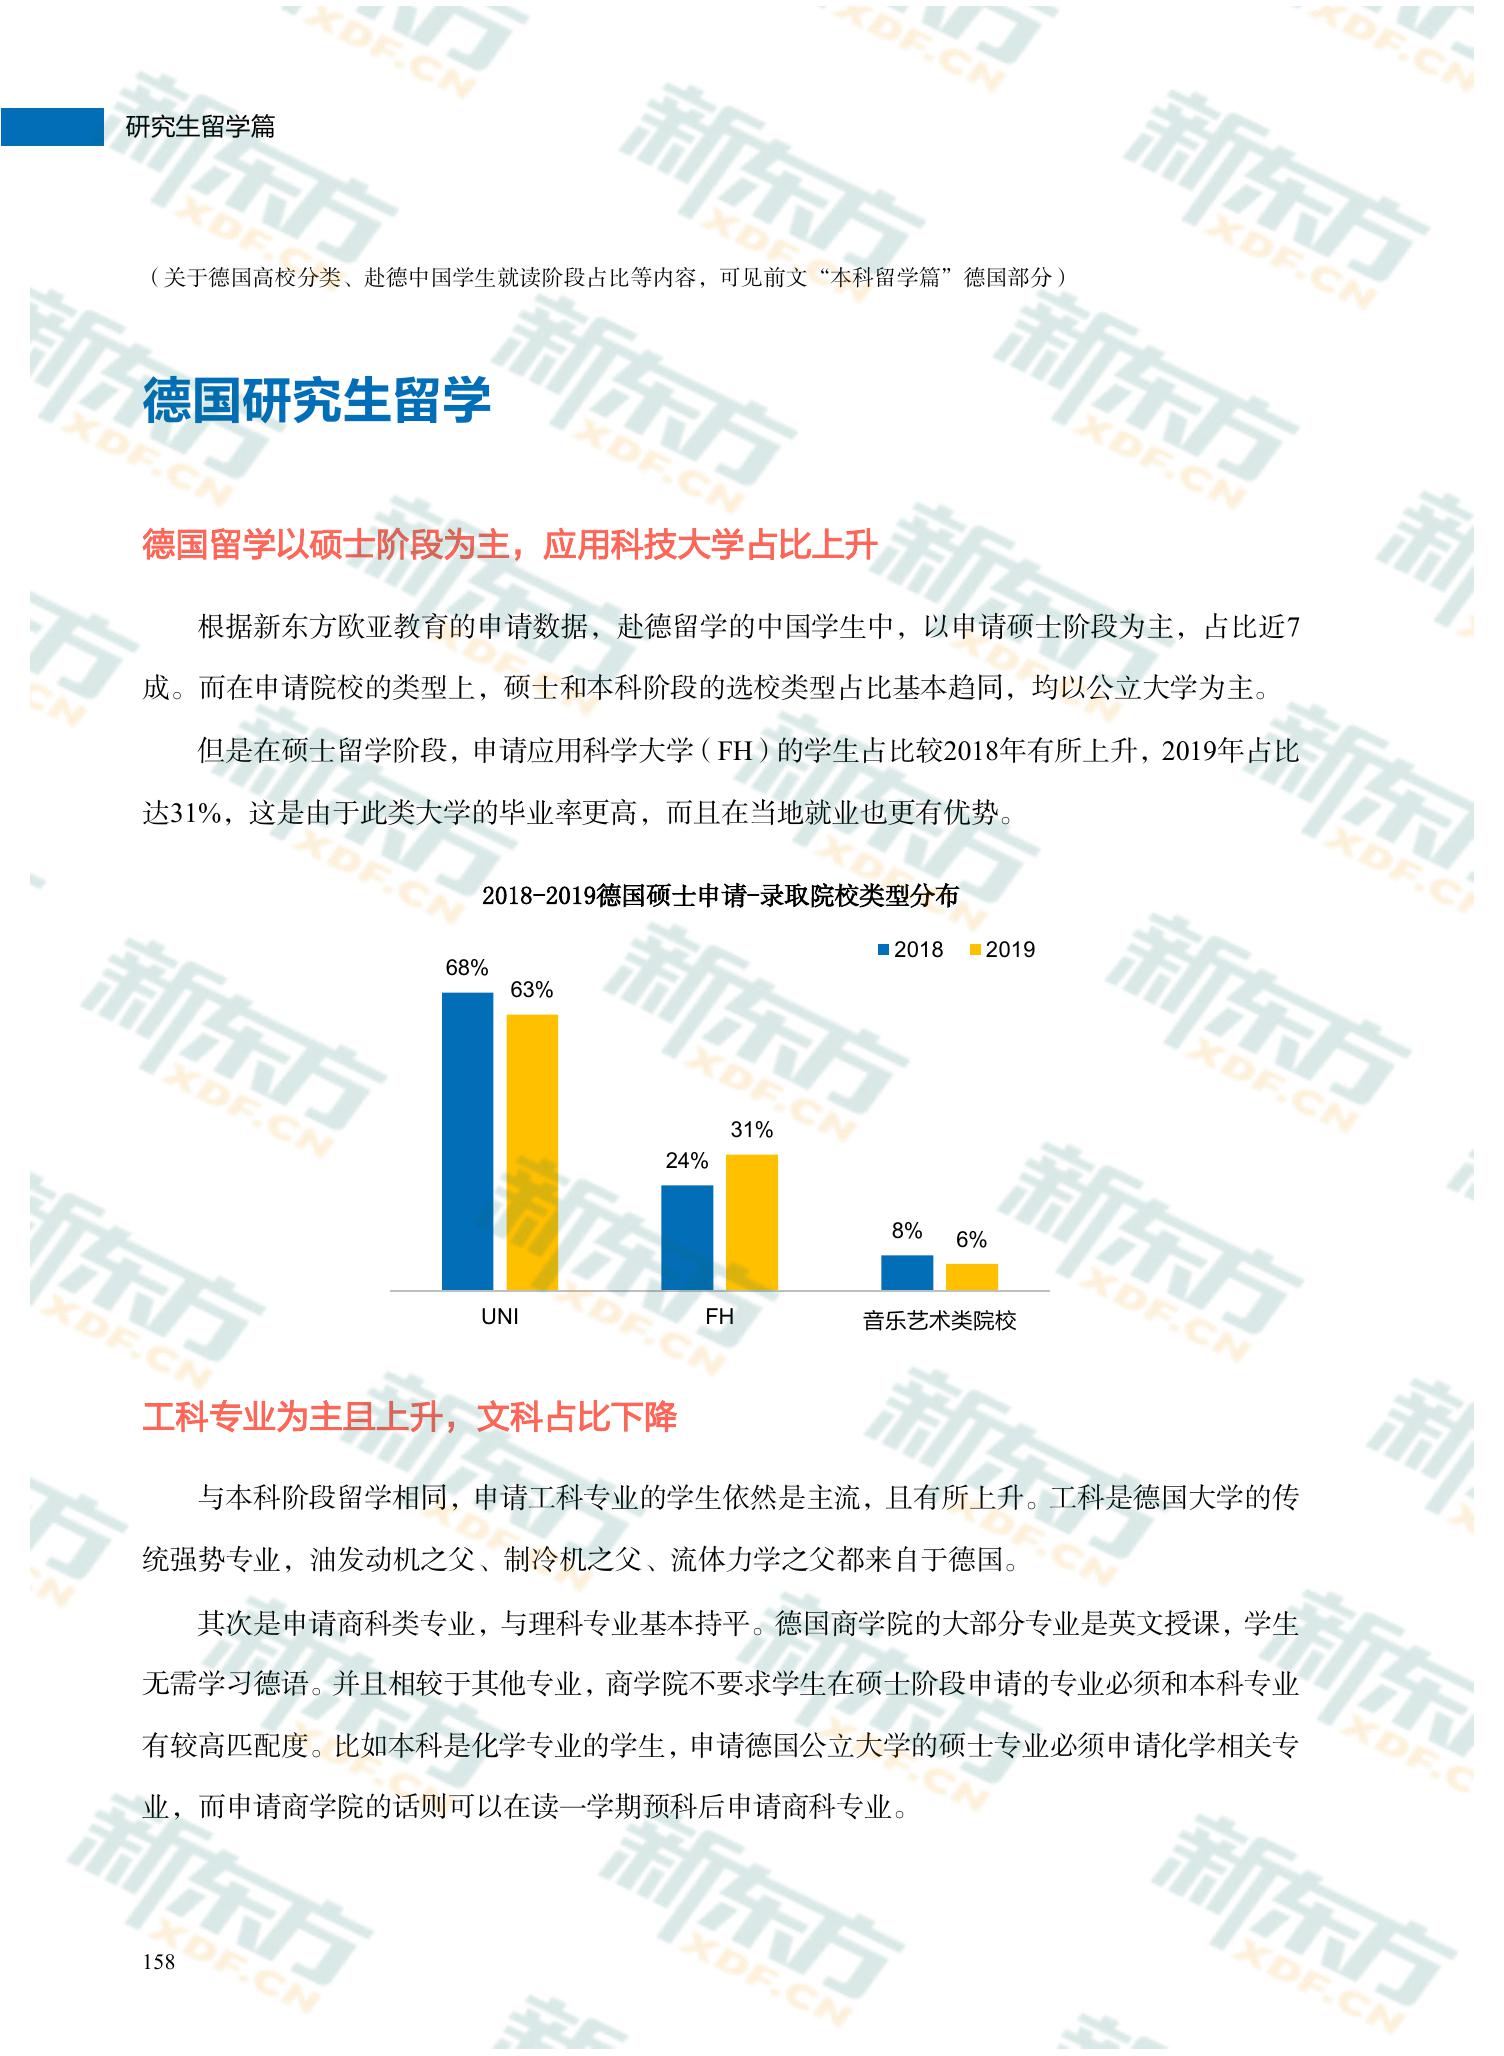 研究生留学篇
（关于德国高校分类、赴德中国学生就读阶段占比等内容，可见前文“本科留学篇”德国部分）
德国研究生留学
德国留学以硕士阶段为主，应用科技大学占比上升
根据新东方欧亚教育的申请数据，赴德留学的中国学生中，以申请硕士阶段为主，占比近7
成。而在申请院校的类型上，硕士和本科阶段的选校类型占比基本趋同，均以公立大学为主。
但是在硕士留学阶段，申请应用科学大学（FH）的学生占比较2018年有所上升，2019年占比
达31%，这是由于此类大学的毕业率更高，而且在当地就业也更有优势。
2018-2019德国硕士申请-录取院校类型分布
2018 2019
68%
63%
24%
31%
8%
6%
UNI FH 音乐艺术类院校
工科专业为主且上升，文科占比下降
与本科阶段留学相同，申请工科专业的学生依然是主流，且有所上升。工科是德国大学的传
统强势专业，油发动机之父、制冷机之父、流体力学之父都来自于德国。
其次是申请商科类专业，与理科专业基本持平。德国商学院的大部分专业是英文授课，学生
无需学习德语。并且相较于其他专业，商学院不要求学生在硕士阶段申请的专业必须和本科专业
有较高匹配度。比如本科是化学专业的学生，申请德国公立大学的硕士专业必须申请化学相关专
业，而申请商学院的话则可以在读一学期预科后申请商科专业。
158
新东方
XDF.CN